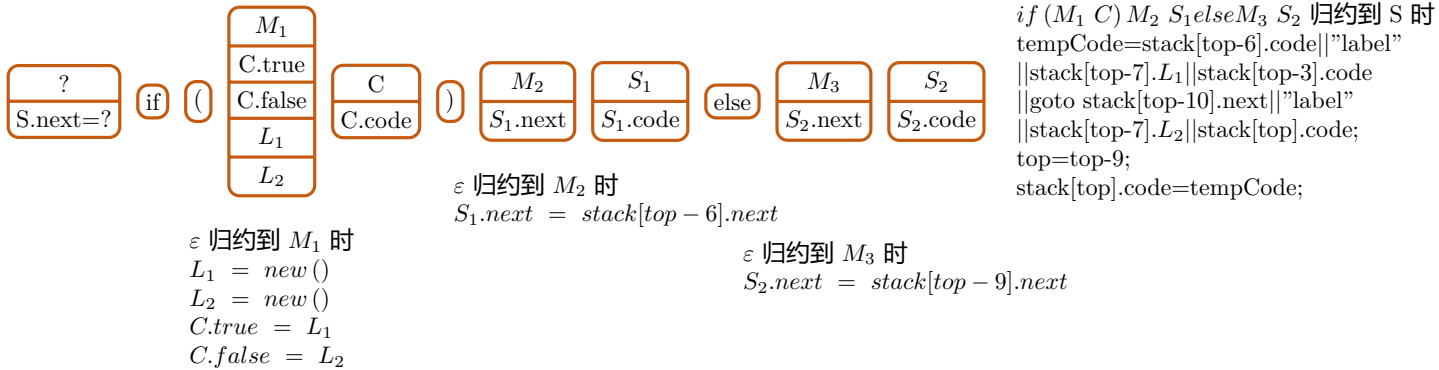 ?
S.next=?
if
(
M₁
C.true
C.false
L₁
L₂
C
C.code
)
M₂
S₁.next
S₁
S₁.code
else
M₃
S₂.next
S₂
S₂.code
if (M₁ C) M₂ S₁elseM₃ S₂ 归约到 S 时
tempCode=stack[top-6].code||”label”
||stack[top-7].L₁||stack[top-3].code
||goto stack[top-10].next||”label”
||stack[top-7].L₂||stack[top].code;
top=top-9;
stack[top].code=tempCode;
ε 归约到 M₁ 时
L₁ = new ()
L₂ = new ()
C.true = L₁
C.false = L₂
ε 归约到 M₂ 时
S₁.next = stack[top − 6].next
ε 归约到 M₃ 时
S₂.next = stack[top − 9].next